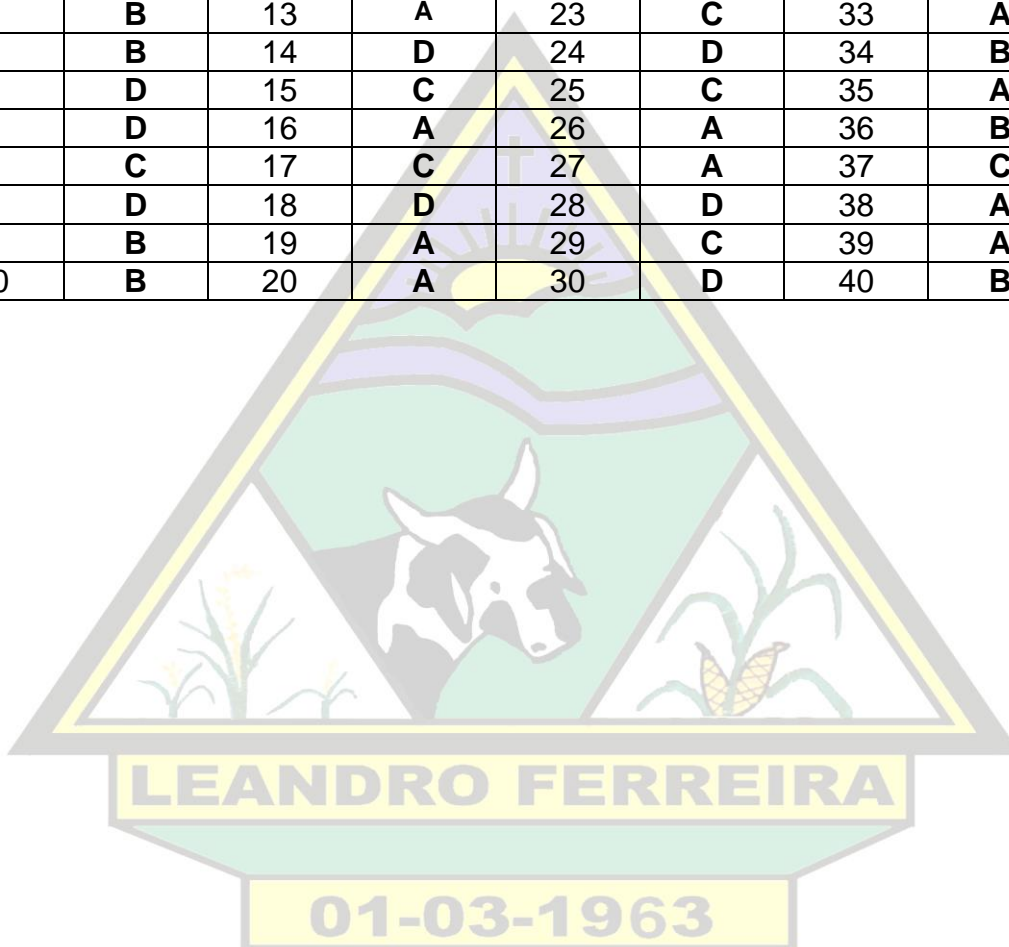 B 13 A 23 C 33 A
B 14 D 24 D 34 B
D 15 C 25 C 35 A
D 16 A 26 A 36 B
C 17 C 27 A 37 C
D 18 D 28 D 38 A
B 19 A 29 C 39 A
0 B 20 A 30 D 40 B
LEANDRO FERREIRA
01-03-1963